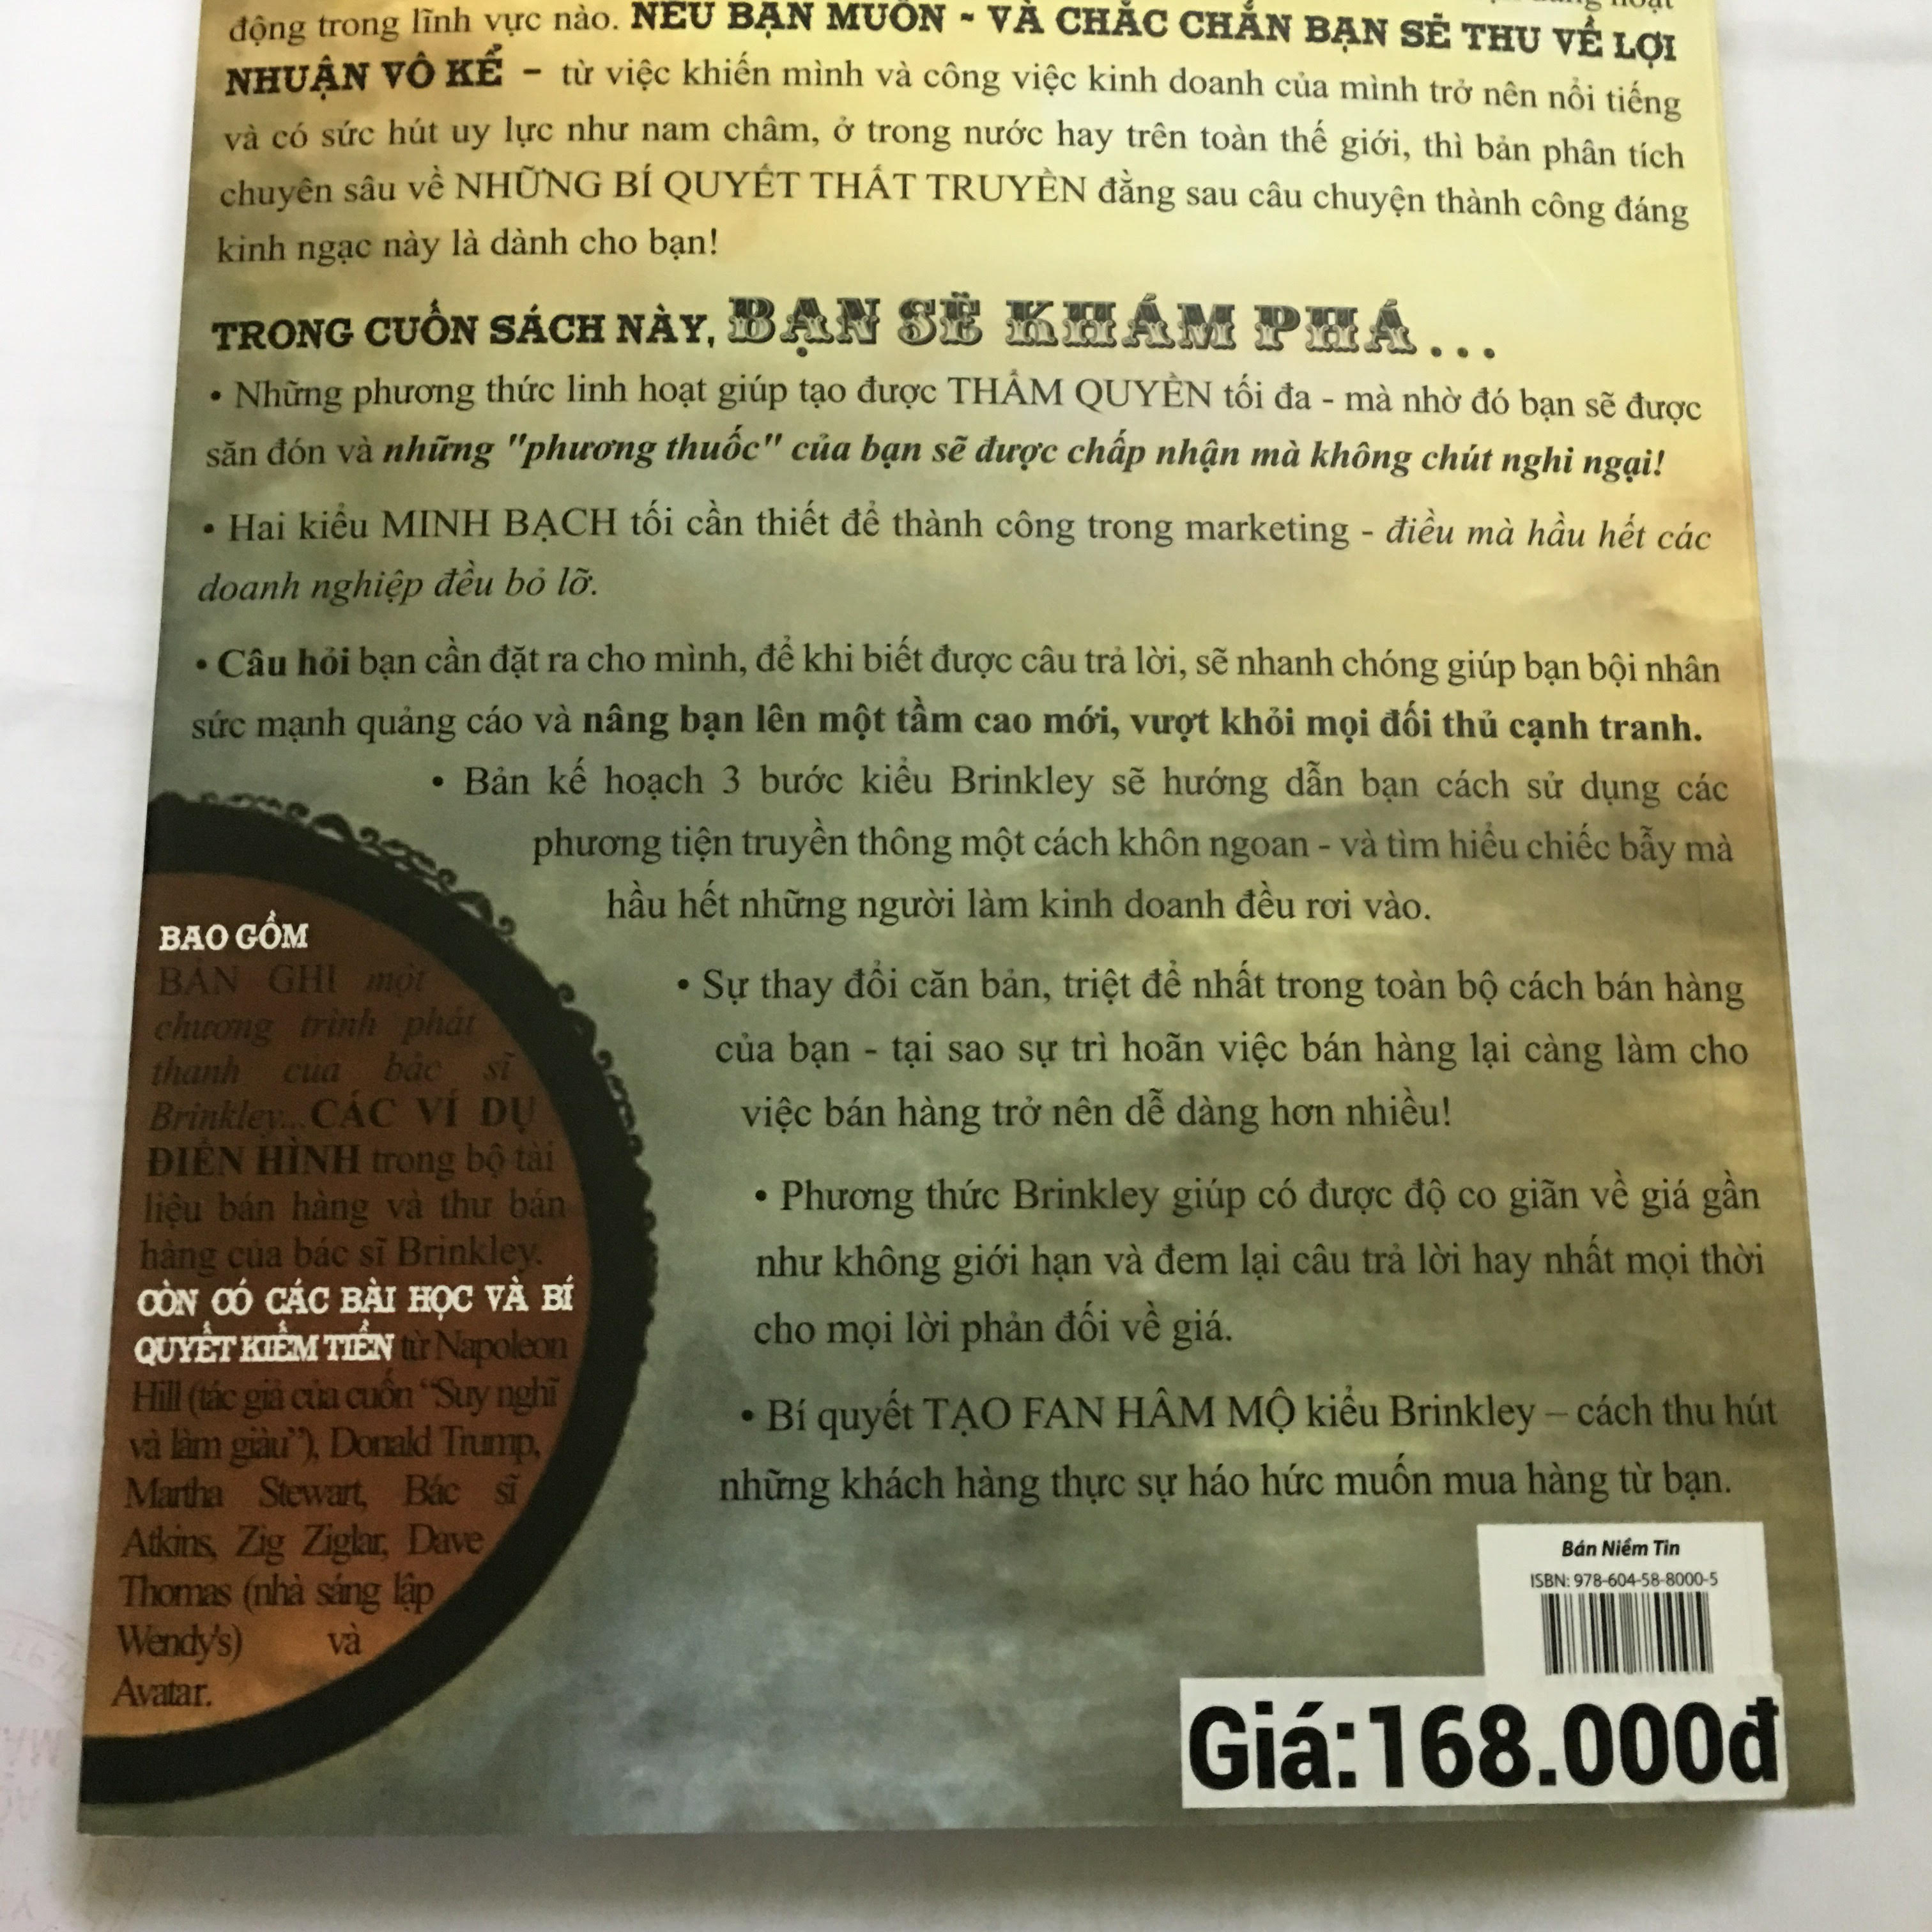 động trong lĩnh vực nào. NẾU BẠN MUỐN - VÀ CHẮC CHẮN BẠN SẼ THU VỀ LỢI
NHUẬN VÔ KỂ - từ việc khiến mình và công việc kinh doanh của mình trở nên nổi tiếng
và có sức hút uy lực như nam châm, ở trong nước hay trên toàn thế giới, thì bản phân tích
chuyên sâu về NHỮNG BÍ QUYẾT THẤT TRUYỀN đằng sau câu chuyện thành công đáng
kinh ngạc này là dành cho bạn!
TRONG CUỐN SÁCH NÀY, BẠN SẼ KHÁM PHÁ...
• Những phương thức linh hoạt giúp tạo được THẨM QUYỀN tối đa - mà nhờ đó bạn sẽ được
săn đón và những "phương thuốc" của bạn sẽ được chấp nhận mà không chút nghi ngại!
• Hai kiểu MINH BẠCH tối cần thiết để thành công trong marketing - điều mà hầu hết các
doanh nghiệp đều bỏ lỡ.
• Câu hỏi bạn cần đặt ra cho mình, để khi biết được câu trả lời, sẽ nhanh chóng giúp bạn bội nhân
sức mạnh quảng cáo và nâng bạn lên một tầm cao mới, vượt khỏi mọi đối thủ cạnh tranh.
• Bản kế hoạch 3 bước kiểu Brinkley sẽ hướng dẫn bạn cách sử dụng các
phương tiện truyền thông một cách khôn ngoan - và tìm hiểu chiếc bẫy mà
hầu hết những người làm kinh doanh đều rơi vào.
• Sự thay đổi căn bản, triệt để nhất trong toàn bộ cách bán hàng
của bạn - tại sao sự trì hoãn việc bán hàng lại càng làm cho
việc bán hàng trở nên dễ dàng hơn nhiều!
• Phương thức Brinkley giúp có được độ co giãn về giá gần
như không giới hạn và đem lại câu trả lời hay nhất mọi thời
cho mọi lời phản đối về giá.
• Bí quyết TẠO FAN HÂM MỘ kiểu Brinkley – cách thu hút
những khách hàng thực sự háo hức muốn mua hàng từ bạn.
BAO GỒM
BẢN GHI một
chương trình phát
thanh của bác sĩ
Brinkley...CÁC VÍ DỤ
ĐIỂN HÌNH trong bộ tài
liệu bán hàng và thư bán
hàng của bác sĩ Brinkley.
CÒN CÓ CÁC BÀI HỌC VÀ BÍ
QUYẾT KIẾM TIỀN từ Napoleon
Hill (tác giả của cuốn “Suy nghĩ
và làm giàu”), Donald Trump,
Martha Stewart, Bác sĩ
Atkins, Zig Ziglar, Dave
Thomas (nhà sáng lập
Wendy's) và
Avatar.
Bán Niềm Tin
ISBN: 978-604-58-8000-5
Giá:168.000đ